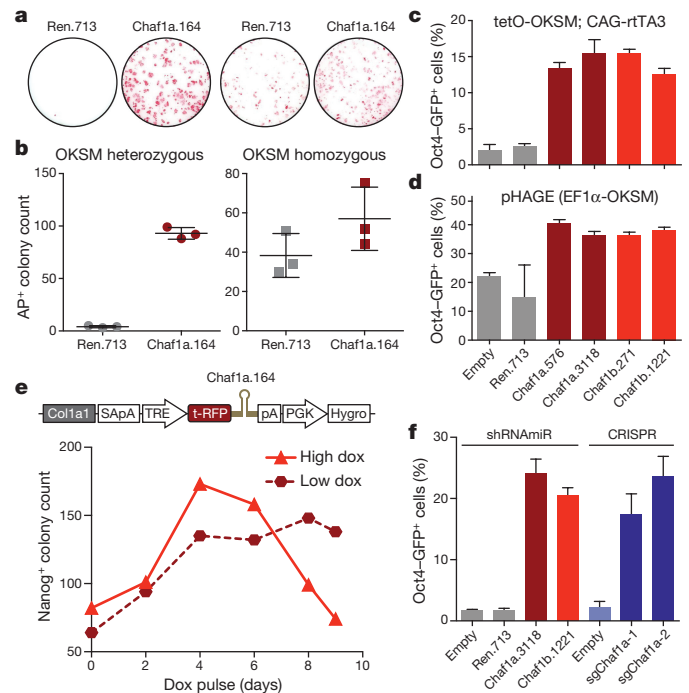 a
Ren.713 Chaf1a.164 Ren.713 Chaf1a.164
b
OKSM heterozygous OKSM homozygous
AP⁺ colony count
150
100
50
0
80
60
40
20
0
Ren.713 Chaf1a.164 Ren.713 Chaf1a.164
c
tetO-OKSM; CAG-rtTA3
Oct4–GFP⁺ cells (%)
20
15
10
5
0
d
pHAGE (EF1α-OKSM)
Oct4–GFP⁺ cells (%)
50
40
30
20
10
0
Empty
Ren.713
Chaf1a.576
Chaf1a.3118
Chaf1b.271
Chaf1b.1221
e
Chaf1a.164
Col1a1 SApA TRE t-RFP pA PGK Hygro
High dox
Low dox
Nanog⁺ colony count
200
150
100
50
0 2 4 6 8 10
Dox pulse (days)
f
shRNAmiR CRISPR
Oct4–GFP⁺ cells (%)
30
20
10
0
Empty
Ren.713
Chaf1a.3118
Chaf1b.1221
Empty
sgChaf1a-1
sgChaf1a-2